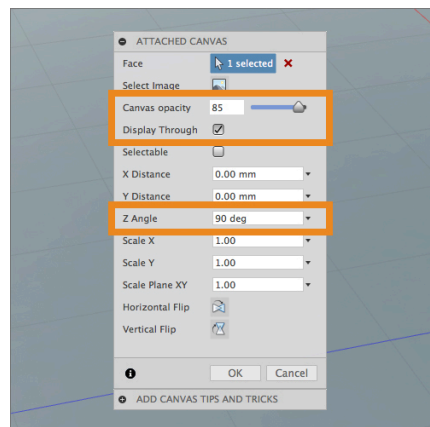 ATTACHED CANVAS
Face 1 selected
Select Image
Canvas opacity 85
Display Through
Selectable
X Distance 0.00 mm
Y Distance 0.00 mm
Z Angle 90 deg
Scale X 1.00
Scale Y 1.00
Scale Plane XY 1.00
Horizontal Flip
Vertical Flip
OK Cancel
ADD CANVAS TIPS AND TRICKS